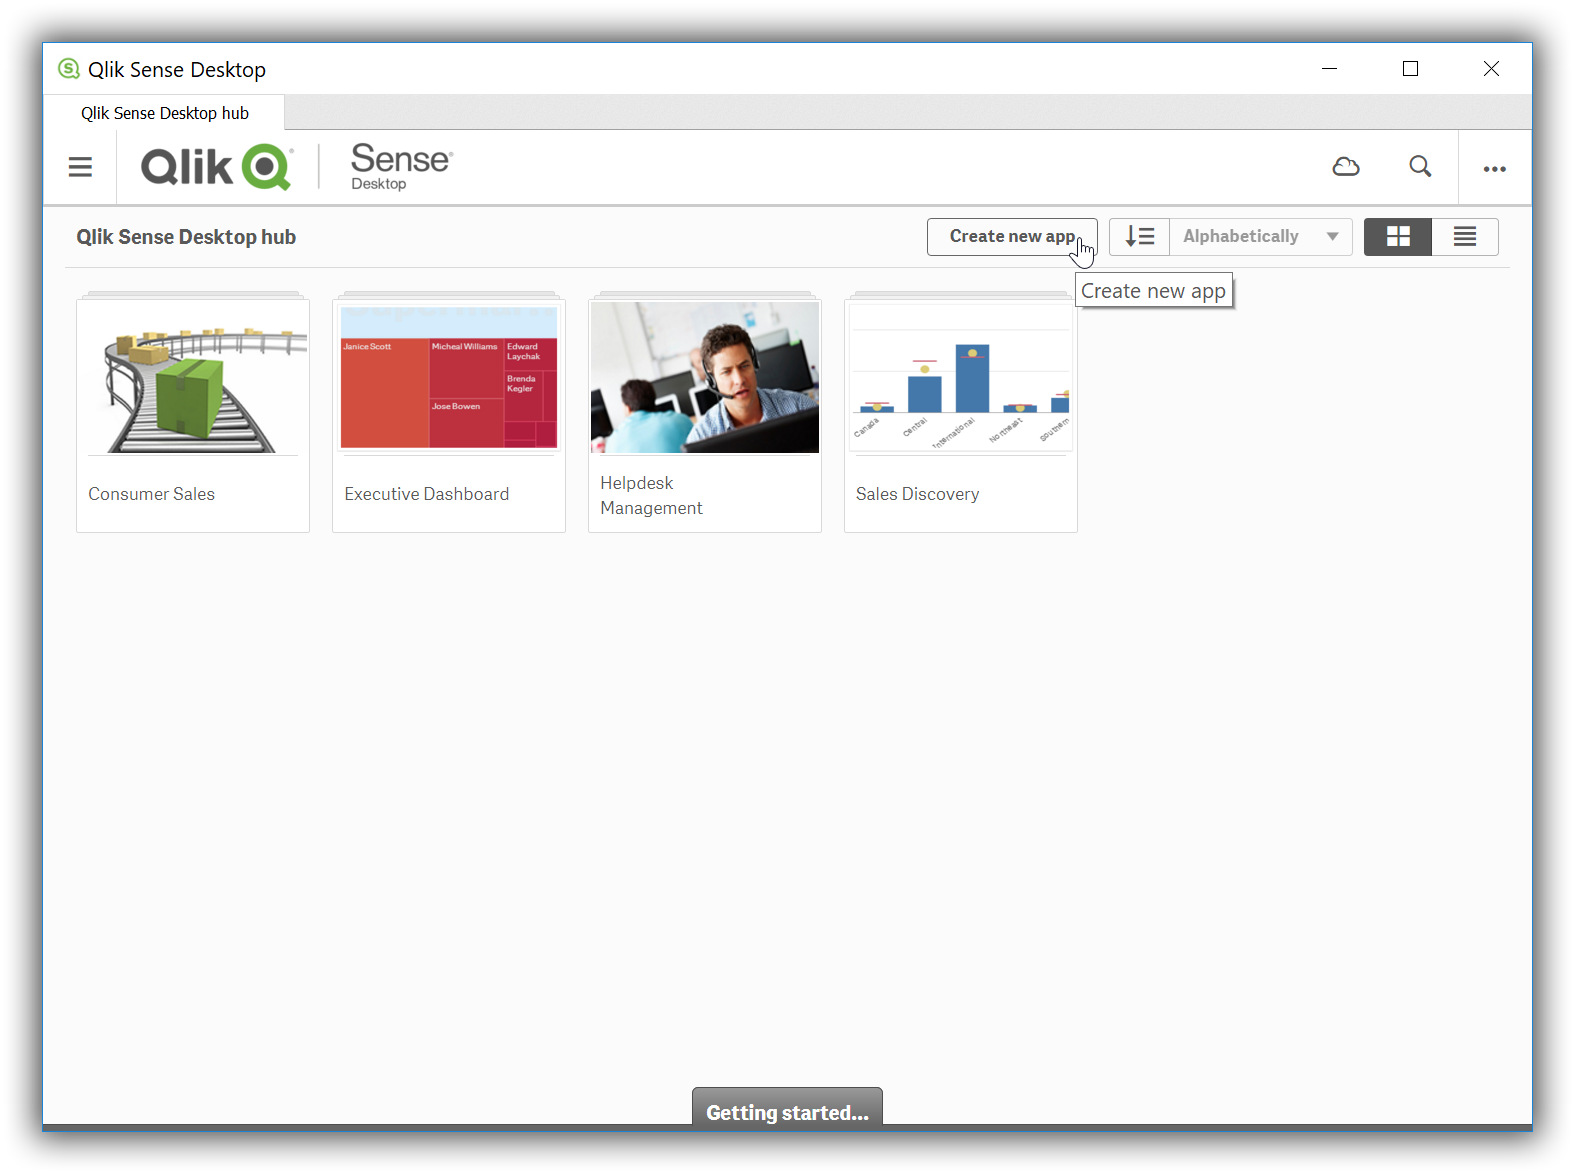 Qlik Sense Desktop
Qlik Sense Desktop hub
Qlik
Sense
Desktop
Qlik Sense Desktop hub
Create new app
Alphabetically
Create new app
Janice Scott
Micheal Williams
Edward
Laychak
Brenda
Kegler
Jose Bowen
Canada
Central
International
Northeast
Southern
Consumer Sales
Executive Dashboard
Helpdesk
Management
Sales Discovery
Getting started...